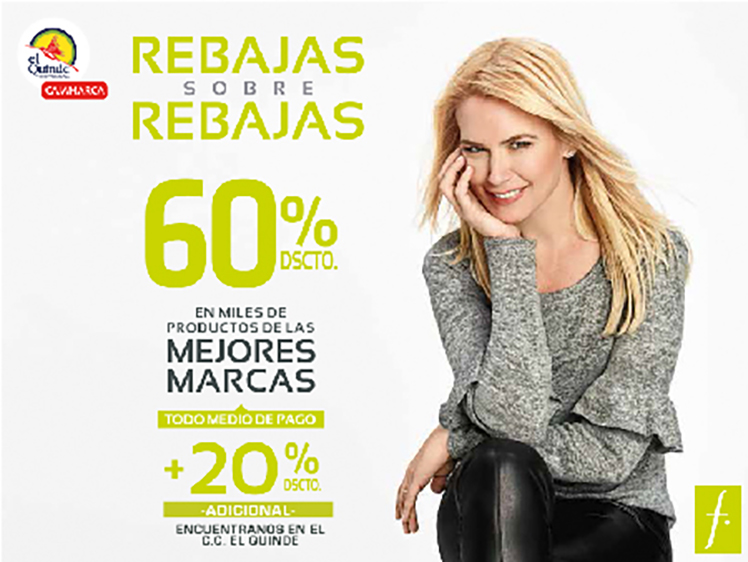 el
Quinde
CAJAMARCA
REBAJAS
SOBRE
REBAJAS
60%
DSCTO.
EN MILES DE
PRODUCTOS DE LAS
MEJORES
MARCAS
TODO MEDIO DE PAGO
+20%
DSCTO.
-ADICIONAL-
ENCUENTRANOS EN EL
C.C. EL QUINDE
f.